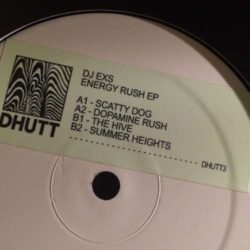 DJ EXS
ENERGY RUSH EP
A1 - SCATTY DOG
A2 - DOPAMINE RUSH
B1 - THE HIVE
B2 - SUMMER HEIGHTS
DHUTT
DHUTT3